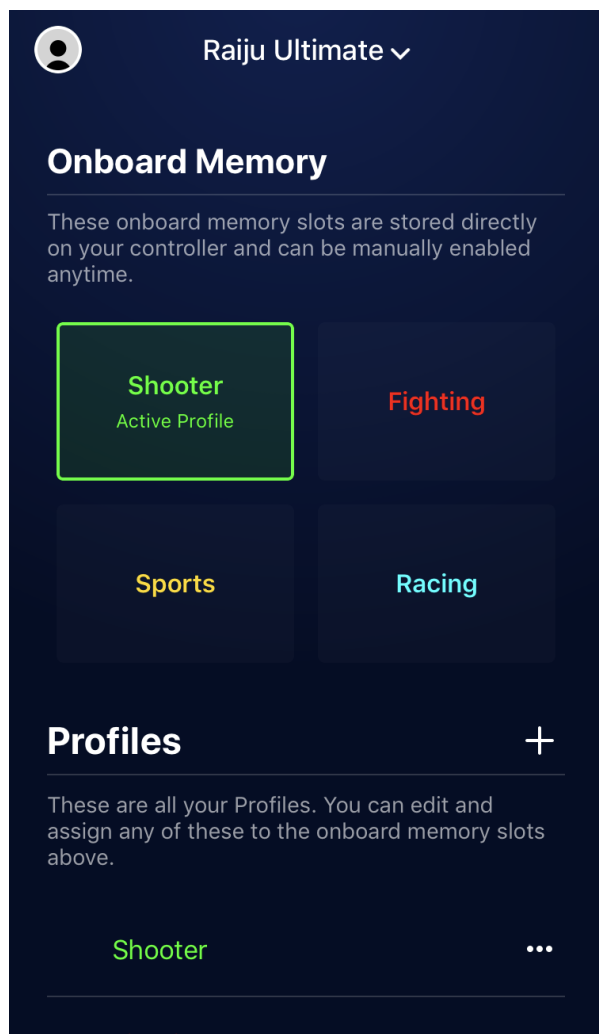 Raiju Ultimate
Onboard Memory
These onboard memory slots are stored directly
on your controller and can be manually enabled
anytime.
Shooter
Active Profile
Fighting
Sports
Racing
Profiles
These are all your Profiles. You can edit and
assign any of these to the onboard memory slots
above.
Shooter